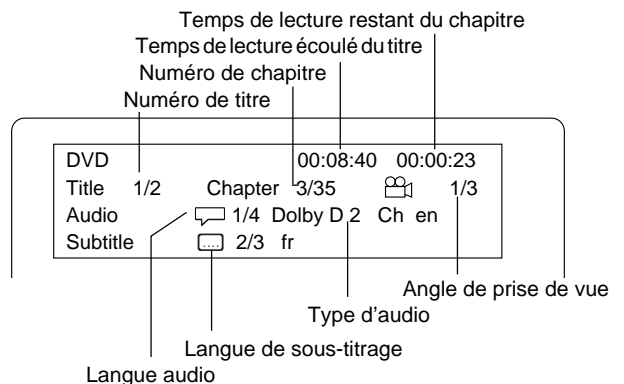 Temps de lecture restant du chapitre
Temps de lecture écoulé du titre
Numéro de chapitre
Numéro de titre
DVD 00:08:40 00:00:23
Title 1/2 Chapter 3/35 1/3
Audio 1/4 Dolby D 2 Ch en
Subtitle .... 2/3 fr
Angle de prise de vue
Type d'audio
Langue de sous-titrage
Langue audio